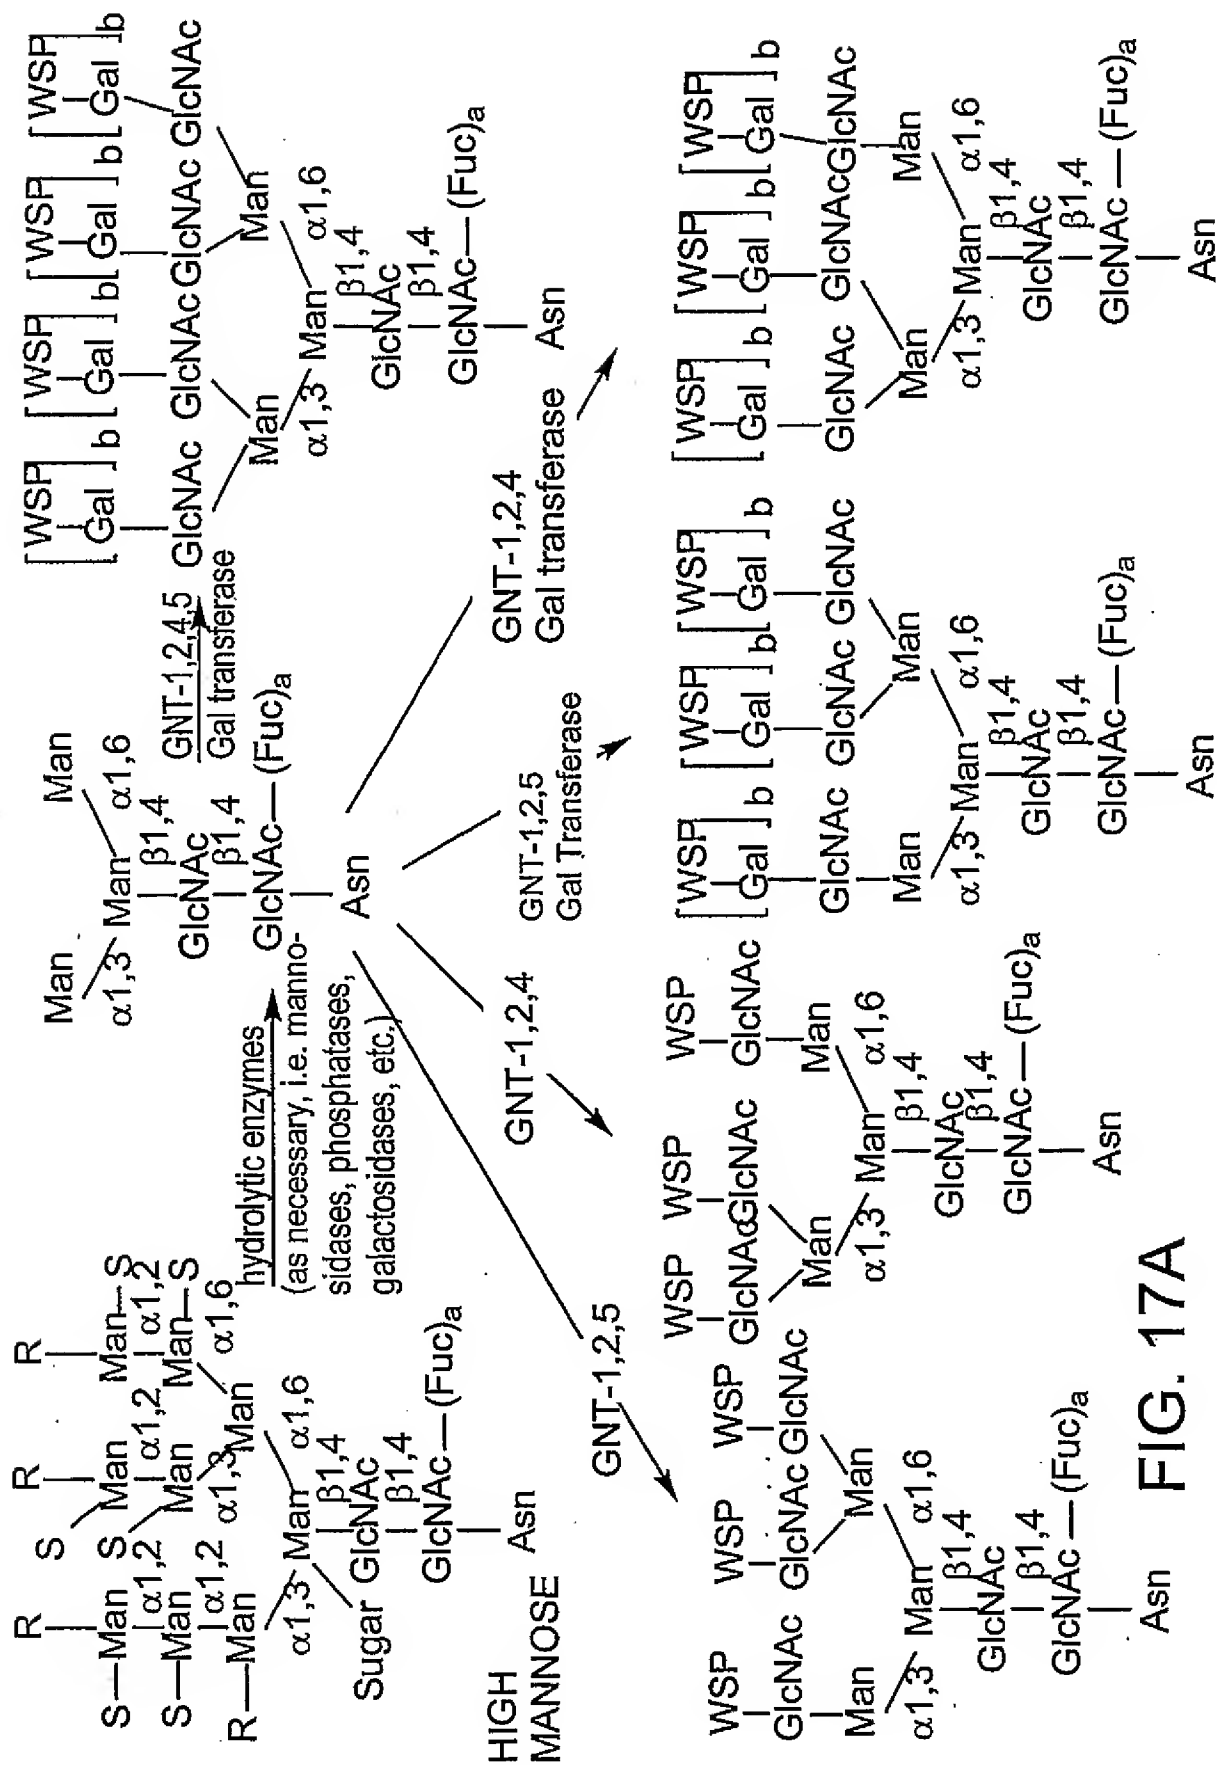 R R R
S S
S—Man Man Man—S
α1,2 α1,2 α1,2
S—Man S Man Man—S
α1,2 α1,3 α1,6
R—Man Man
α1,3 Man α1,6
Sugar GlcNAc β1,4
β1,4
GlcNAc—(Fuc)a
Asn
HIGH
MANNOSE
hydrolytic enzymes
(as necessary, i.e. manno-
sidases, phosphatases,
galactosidases, etc.)
Man Man
α1,3 Man α1,6
β1,4
GlcNAc
β1,4
GlcNAc—(Fuc)a
Asn
GNT-1,2,4,5
Gal transferase
[WSP [WSP [WSP [WSP
[Gal]b [Gal]b [Gal]b [Gal]b
GlcNAc GlcNAc GlcNAc GlcNAc
Man Man
α1,3 Man α1,6
β1,4
GlcNAc
β1,4
GlcNAc—(Fuc)a
Asn
GNT-1,2,5
GNT-1,2,4
GNT-1,2,5
Gal Transferase
GNT-1,2,4
Gal transferase
WSP WSP WSP
GlcNAc GlcNAc GlcNAc
Man Man
α1,3 Man α1,6
β1,4
GlcNAc
β1,4
GlcNAc—(Fuc)a
Asn
WSP WSP WSP
GlcNAc GlcNAc GlcNAc
Man Man
α1,3 Man α1,6
β1,4
GlcNAc
β1,4
GlcNAc—(Fuc)a
Asn
[WSP [WSP [WSP
[Gal]b [Gal]b [Gal]b
GlcNAc GlcNAc GlcNAc
Man Man
α1,3 Man α1,6
β1,4
GlcNAc
β1,4
GlcNAc—(Fuc)a
Asn
[WSP [WSP [WSP
[Gal]b [Gal]b [Gal]b
GlcNAc GlcNAc GlcNAc
Man Man
α1,3 Man α1,6
β1,4
GlcNAc
β1,4
GlcNAc—(Fuc)a
Asn
FIG. 17A